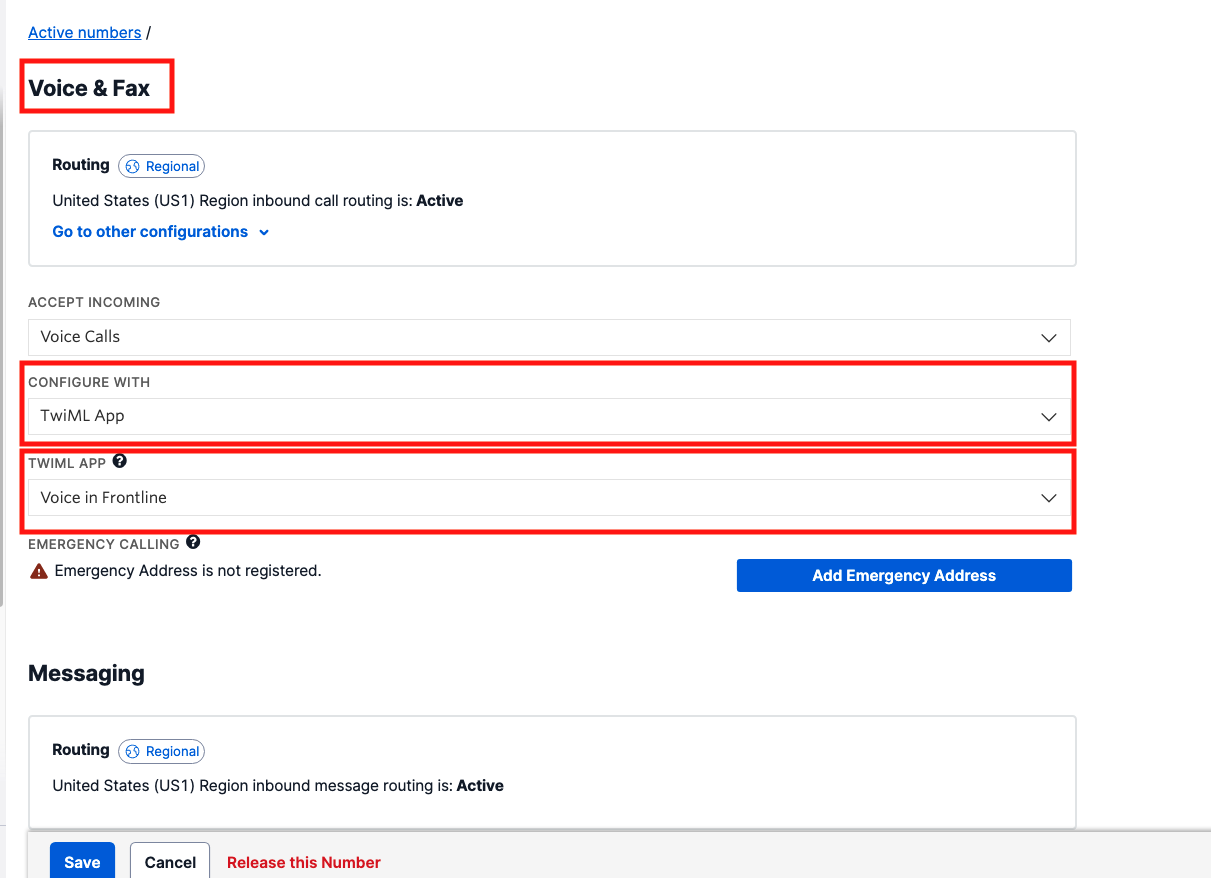 Active numbers /
Voice & Fax
Routing Regional
United States (US1) Region inbound call routing is: Active
Go to other configurations
ACCEPT INCOMING
Voice Calls
CONFIGURE WITH
TwiML App
TWIML APP ?
Voice in Frontline
EMERGENCY CALLING ?
Emergency Address is not registered.
Add Emergency Address
Messaging
Routing Regional
United States (US1) Region inbound message routing is: Active
Save Cancel Release this Number